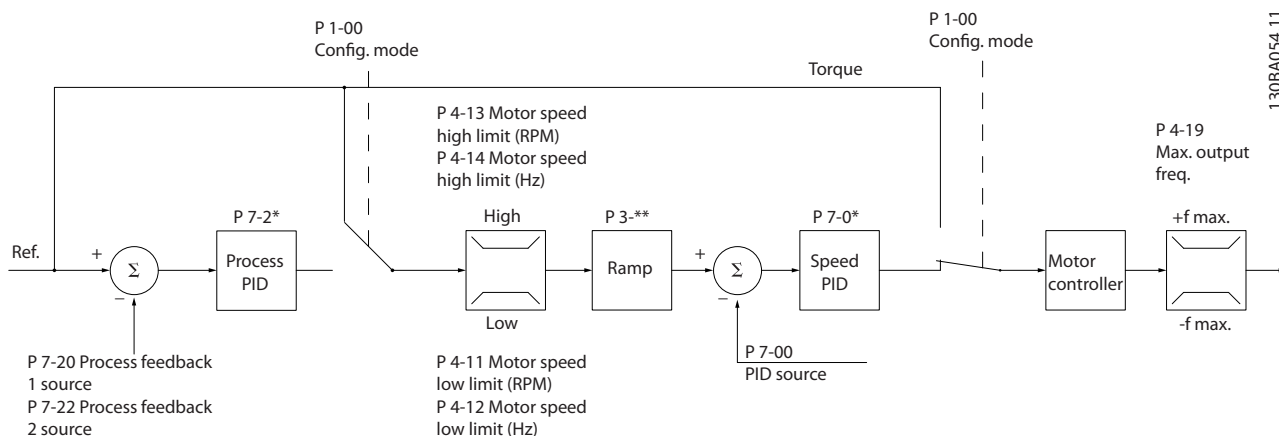 P 1-00
Config. mode
P 1-00
Config. mode
130BA054.11
Torque
P 4-13 Motor speed
high limit (RPM)
P 4-14 Motor speed
high limit (Hz)
P 4-19
Max. output
freq.
P 7-2*
High
P 3-**
P 7-0*
+f max.
Ref.
+
Σ
_
Process
PID
Ramp
+
Σ
_
Speed
PID
Motor
controller
Low
-f max.
P 7-20 Process feedback
1 source
P 7-22 Process feedback
2 source
P 4-11 Motor speed
low limit (RPM)
P 4-12 Motor speed
low limit (Hz)
P 7-00
PID source